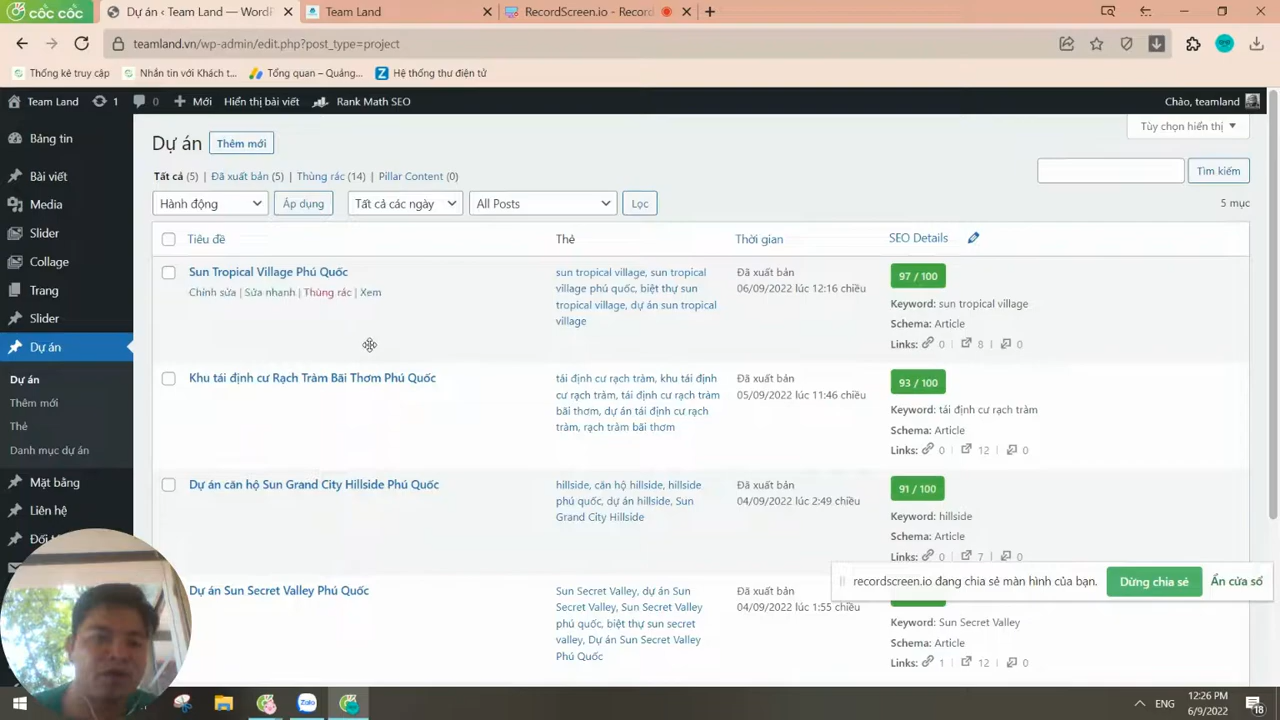 cốc cốc
Dự án ‹ Team Land — WordP
Team Land
RecordScreen.io - Record
teamland.vn/wp-admin/edit.php?post_type=project
Thống kê truy cập
Nhắn tin với Khách t...
Tổng quan – Quảng...
Hệ thống thư điện tử
Team Land
1
0
Mới
Hiển thị bài viết
Rank Math SEO
Chào, teamland
Bảng tin
Bài viết
Media
Slider
Collage
Trang
Slider
Dự án
Dự án
Thêm mới
Thẻ
Danh mục dự án
Mặt bằng
Liên hệ
Dự án
Thêm mới
Tùy chọn hiển thị
Tất cả (5) | Đã xuất bản (5) | Thùng rác (14) | Pillar Content (0)
Tìm kiếm
Hành động
Áp dụng
Tất cả các ngày
All Posts
Lọc
5 mục
Tiêu đề
Thẻ
Thời gian
SEO Details
Sun Tropical Village Phú Quốc
Chỉnh sửa | Sửa nhanh | Thùng rác | Xem
sun tropical village, sun tropical
village phú quốc, biệt thự sun
tropical village, dự án sun tropical
village
Đã xuất bản
06/09/2022 lúc 12:16 chiều
97 / 100
Keyword: sun tropical village
Schema: Article
Links: 0 | 8 | 0
Khu tái định cư Rạch Tràm Bãi Thơm Phú Quốc
tái định cư rạch tràm, khu tái định
cư rạch tràm, tái định cư rạch tràm
bãi thơm, dự án tái định cư rạch
tràm, rạch tràm bãi thơm
Đã xuất bản
05/09/2022 lúc 11:46 chiều
93 / 100
Keyword: tái định cư rạch tràm
Schema: Article
Links: 0 | 12 | 0
Dự án căn hộ Sun Grand City Hillside Phú Quốc
hillside, căn hộ hillside, hillside
phú quốc, dự án hillside, Sun
Grand City Hillside
Đã xuất bản
04/09/2022 lúc 2:49 chiều
91 / 100
Keyword: hillside
Schema: Article
Links: 0 | 7 | 0
recordscreen.io đang chia sẻ màn hình của bạn.
Dừng chia sẻ
Ẩn cửa sổ
Dự án Sun Secret Valley Phú Quốc
Sun Secret Valley, dự án Sun
Secret Valley, Sun Secret Valley
phú quốc, biệt thự sun secret
valley, Dự án Sun Secret Valley
Phú Quốc
Đã xuất bản
04/09/2022 lúc 1:55 chiều
Keyword: Sun Secret Valley
Schema: Article
Links: 1 | 12 | 0
Zalo
ENG
12:26 PM
6/9/2022
18